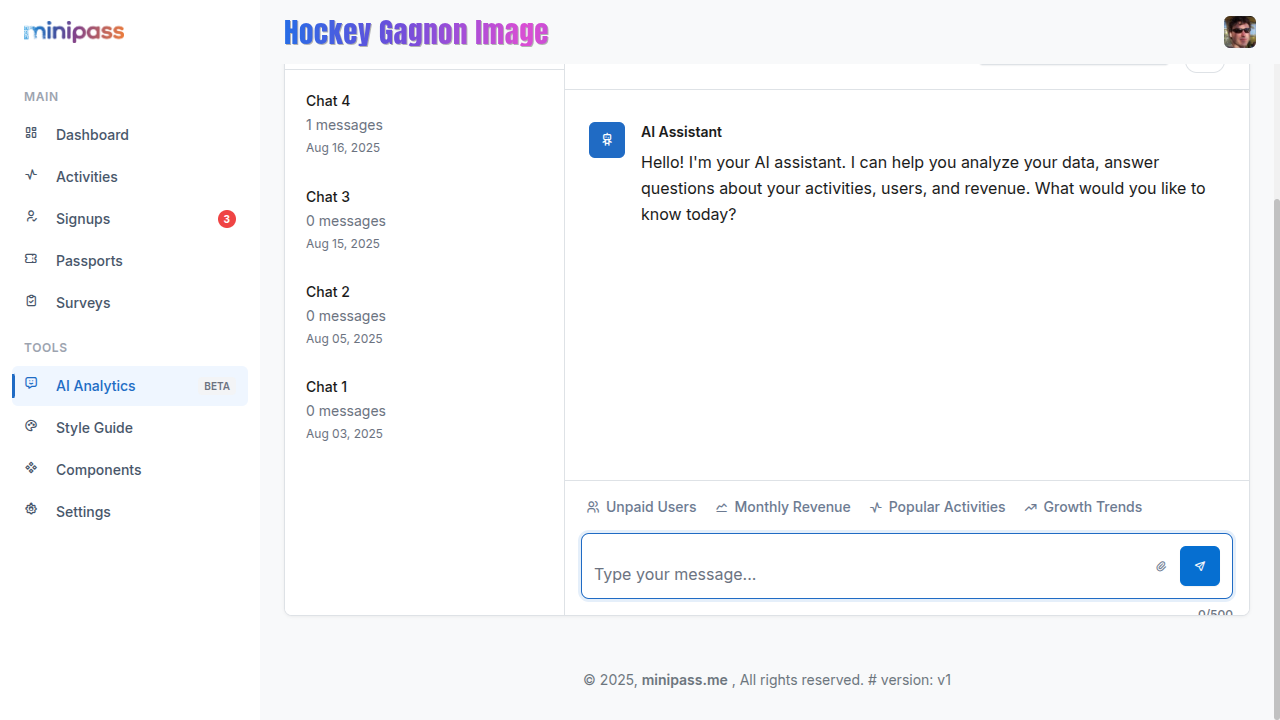 minipass
Hockey Gagnon Image
MAIN
Dashboard
Activities
Signups
3
Passports
Surveys
TOOLS
AI Analytics
BETA
Style Guide
Components
Settings
Chat 4
1 messages
Aug 16, 2025
Chat 3
0 messages
Aug 15, 2025
Chat 2
0 messages
Aug 05, 2025
Chat 1
0 messages
Aug 03, 2025
AI Assistant
Hello! I'm your AI assistant. I can help you analyze your data, answer
questions about your activities, users, and revenue. What would you like to
know today?
Unpaid Users
Monthly Revenue
Popular Activities
Growth Trends
Type your message...
0/500
© 2025, minipass.me , All rights reserved. # version: v1